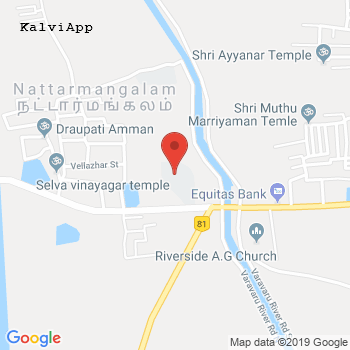 KalviApp
Shri Ayyanar Temple
Nattarmangalam
நட்டார்மங்கலம்
Shri Muthu
Marriyaman Temle
Draupati Amman
Vellazhar St
Selva vinayagar temple
Equitas Bank
81
Riverside A.G Church
Varavaru River Rd
Varavaru River Rd
Google
Map data ©2019 Google